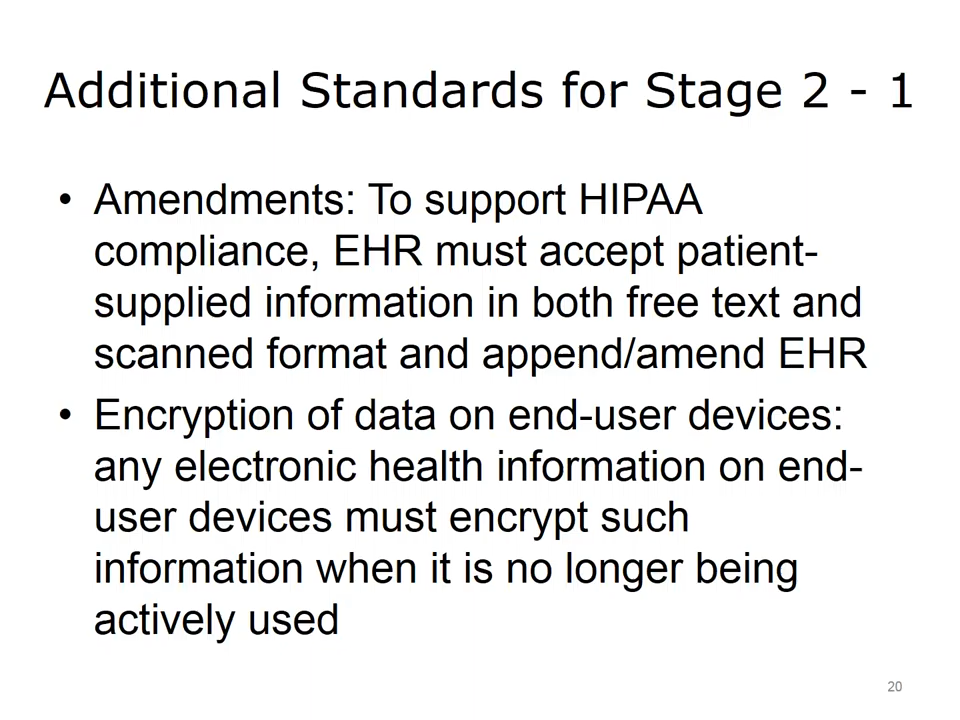 Additional Standards for Stage 2 - 1
• Amendments: To support HIPAA
compliance, EHR must accept patient-
supplied information in both free text and
scanned format and append/amend EHR
• Encryption of data on end-user devices:
any electronic health information on end-
user devices must encrypt such
information when it is no longer being
actively used
20